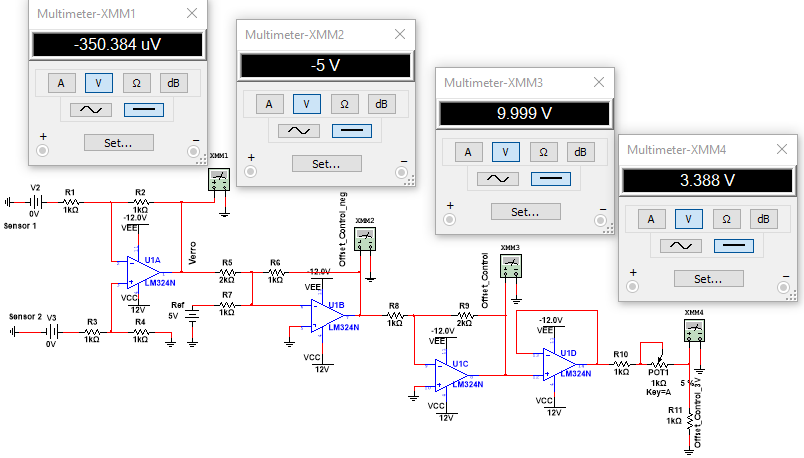 Multimeter-XMM1
-350.384 uV
A V Ω dB
+ Set... −
Multimeter-XMM2
-5 V
A V Ω dB
+ Set... −
Multimeter-XMM3
9.999 V
A V Ω dB
+ Set... −
Multimeter-XMM4
3.388 V
A V Ω dB
+ Set... −
XMM1
V2
0V
Sensor 1
R1
1kΩ
R2
1kΩ
-12.0V
VEE
U1A
LM324N
VCC
12V
Verro
Sensor 2
V3
0V
R3
1kΩ
R4
1kΩ
R5
2kΩ
R6
1kΩ
Ref
5V
R7
1kΩ
Offset_Control_neg
XMM2
-12.0V
VEE
U1B
LM324N
VCC
12V
R8
1kΩ
R9
2kΩ
Offset_Control
XMM3
-12.0V
VEE
U1C
LM324N
VCC
12V
-12.0V
VEE
U1D
LM324N
VCC
12V
R10
1kΩ
POT1
1kΩ
Key=A
5 %
XMM4
R11
1kΩ
Offset_Control_3V